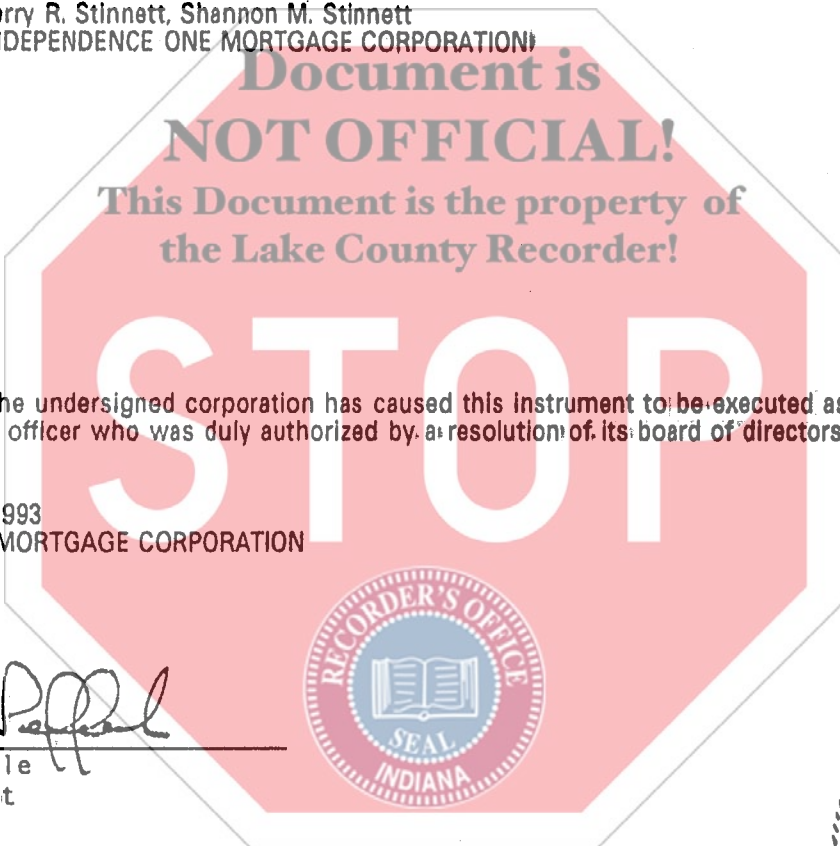 rry R. Stinnett, Shannon M. Stinnett
DEPENDENCE ONE MORTGAGE CORPORATION)
Document is
NOT OFFICIAL!
This Document is the property of
the Lake County Recorder!
STOP
he undersigned corporation has caused this instrument to be executed as
officer who was duly authorized by a resolution of its board of directors
993
MORTGAGE CORPORATION
RECORDER'S OFFICE
SEAL
INDIANA
le
t